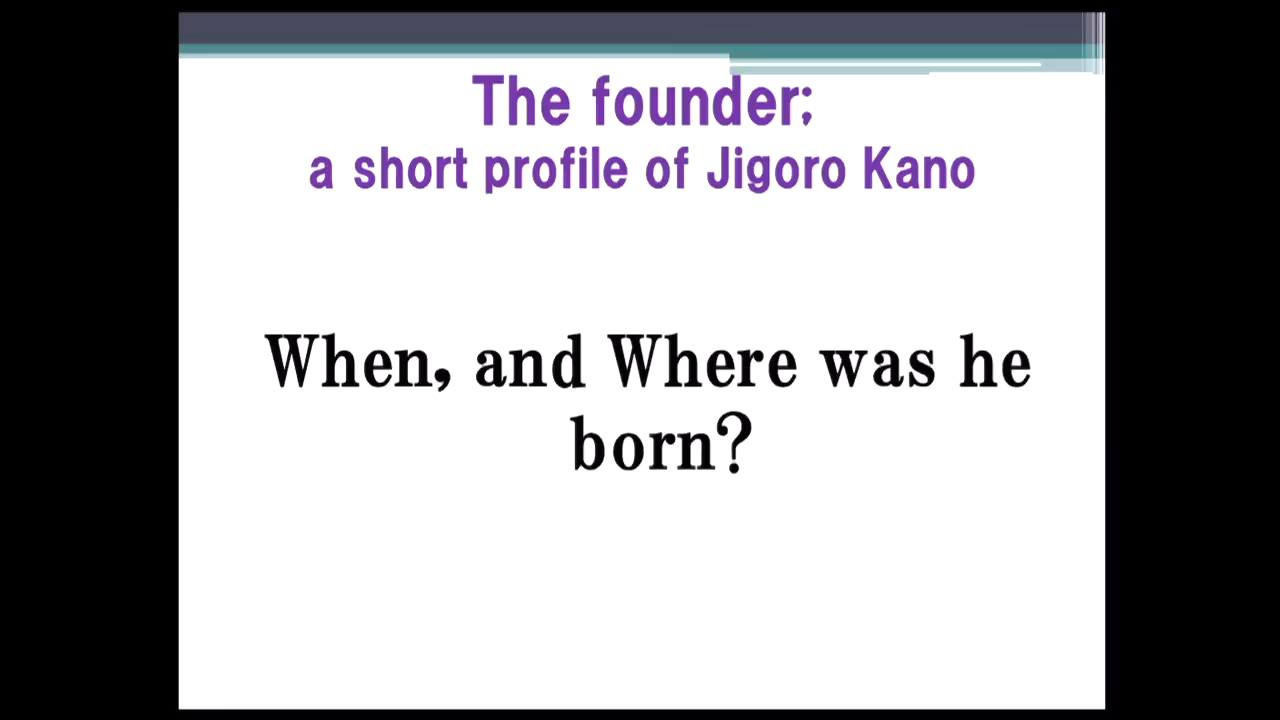 The founder;
a short profile of Jigoro Kano
When, and Where was he
born?